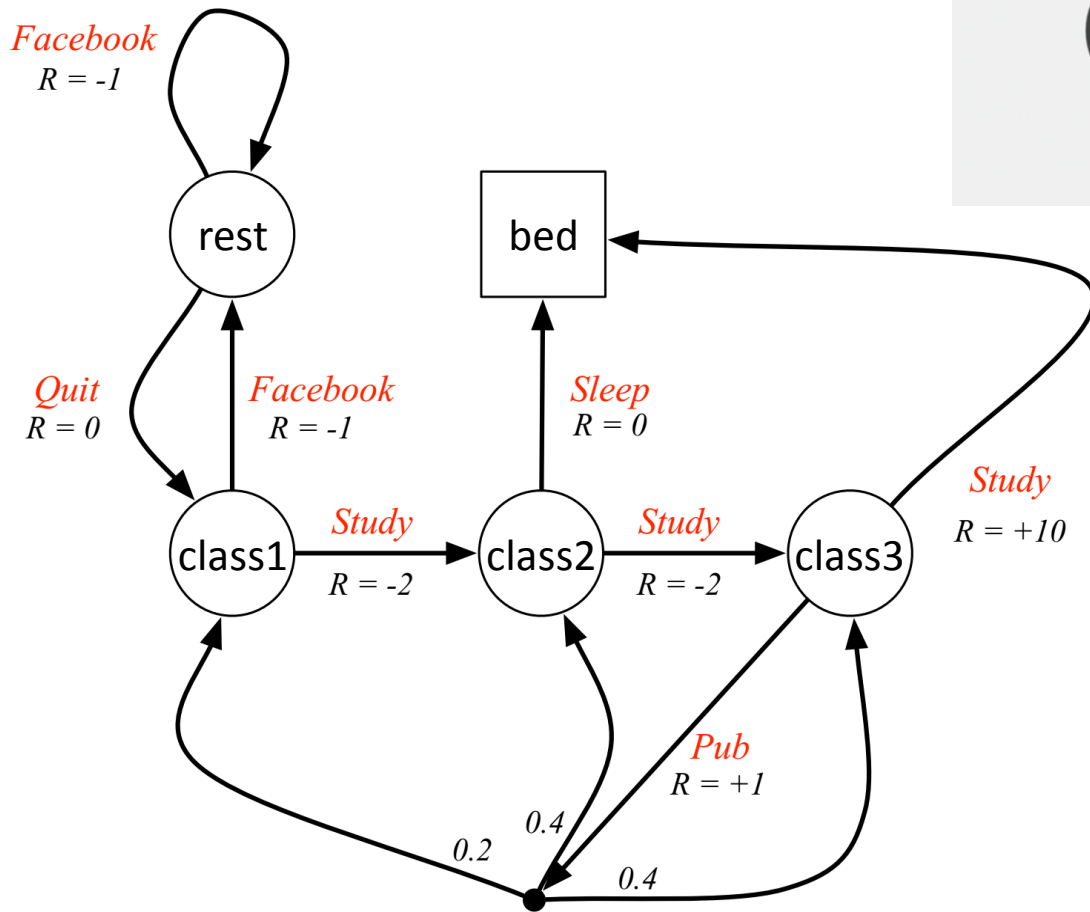 Facebook
R = -1
rest
bed
Quit
R = 0
Facebook
R = -1
Sleep
R = 0
Study
R = +10
class1
Study
R = -2
class2
Study
R = -2
class3
Pub
R = +1
0.2
0.4
0.4